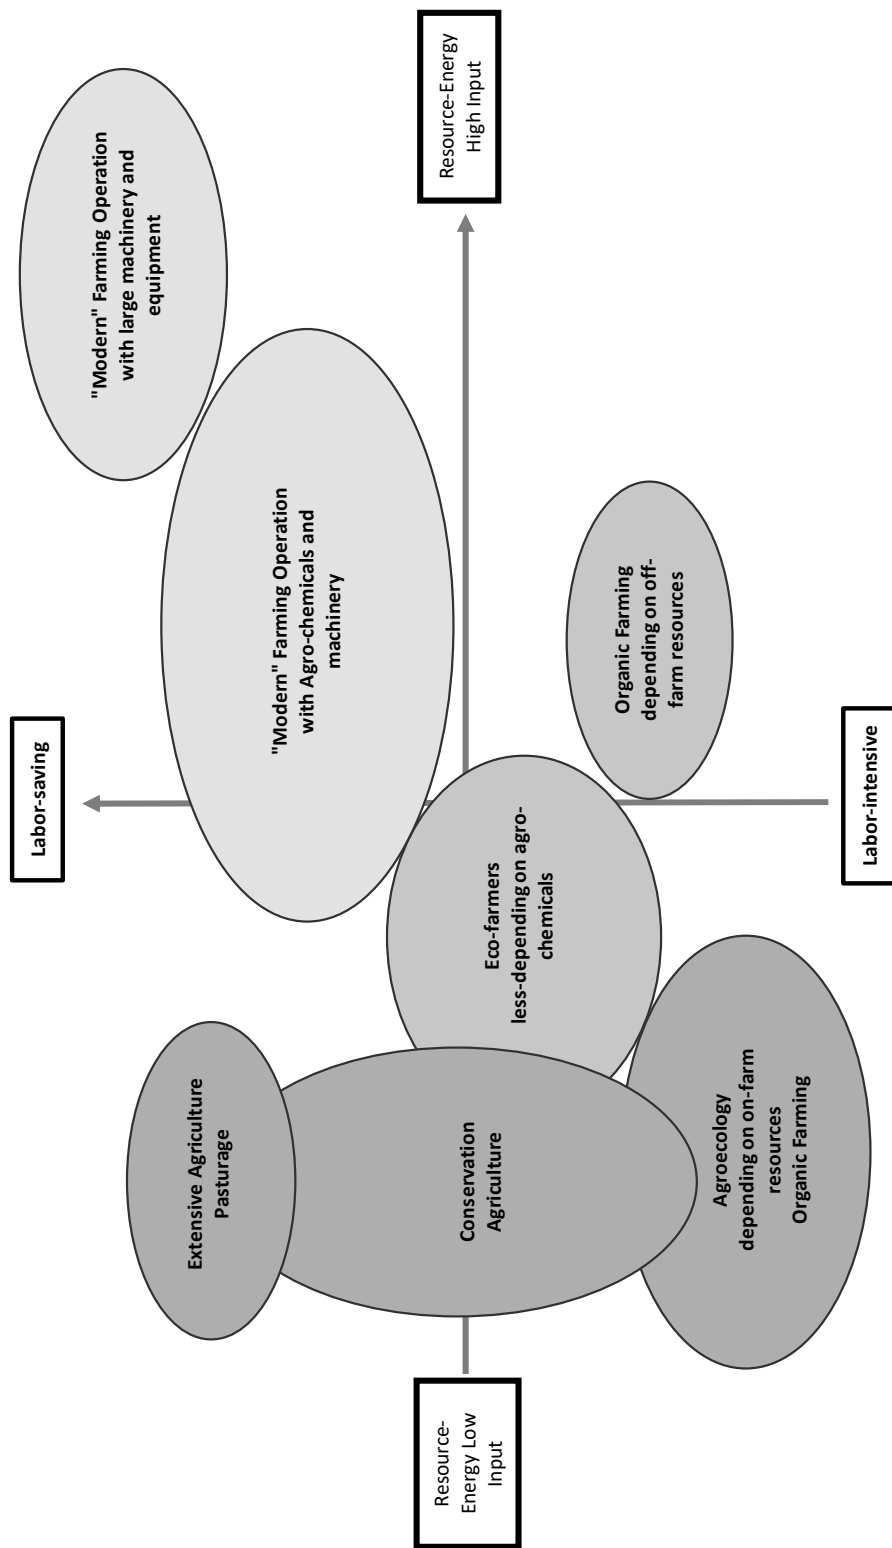 Labor-saving
"Modern" Farming Operation
with large machinery and
equipment
Extensive Agriculture
Pasturage
"Modern" Farming Operation
with Agro-chemicals and
machinery
Resource-
Energy Low
Input
Conservation
Agriculture
Eco-farmers
less-depending on agro-
chemicals
Resource-Energy
High Input
Organic Farming
depending on off-
farm resources
Agroecology
depending on on-farm
resources
Organic Farming
Labor-intensive